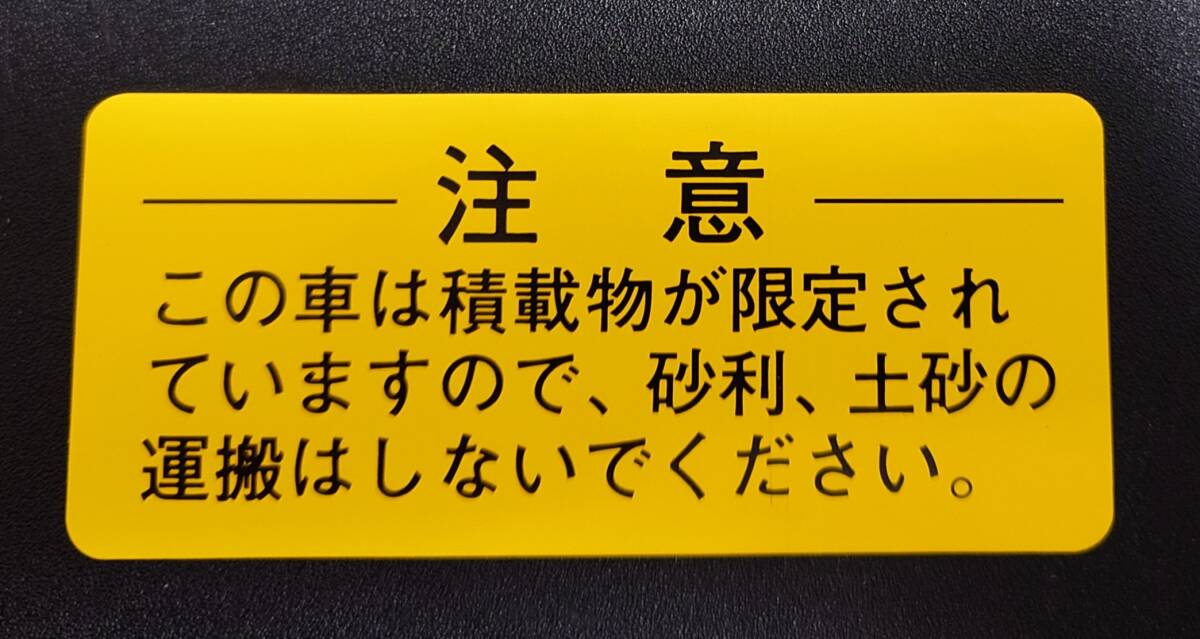 注　意
この車は積載物が限定され
ていますので、砂利、土砂の
運搬はしないでください。